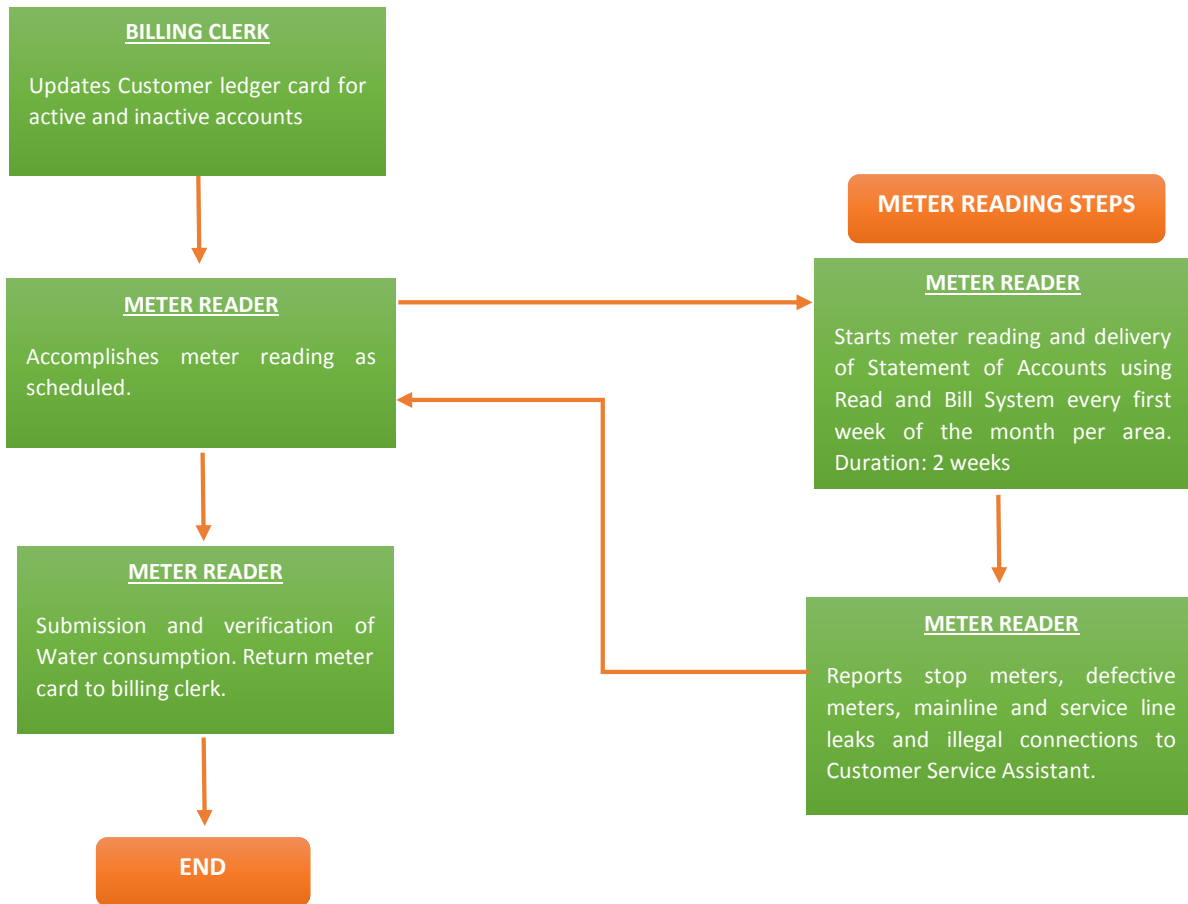 BILLING CLERK
Updates Customer ledger card for
active and inactive accounts
METER READER
Accomplishes meter reading as
scheduled.
METER READER
Submission and verification of
Water consumption. Return meter
card to billing clerk.
END
METER READING STEPS
METER READER
Starts meter reading and delivery
of Statement of Accounts using
Read and Bill System every first
week of the month per area.
Duration: 2 weeks
METER READER
Reports stop meters, defective
meters, mainline and service line
leaks and illegal connections to
Customer Service Assistant.